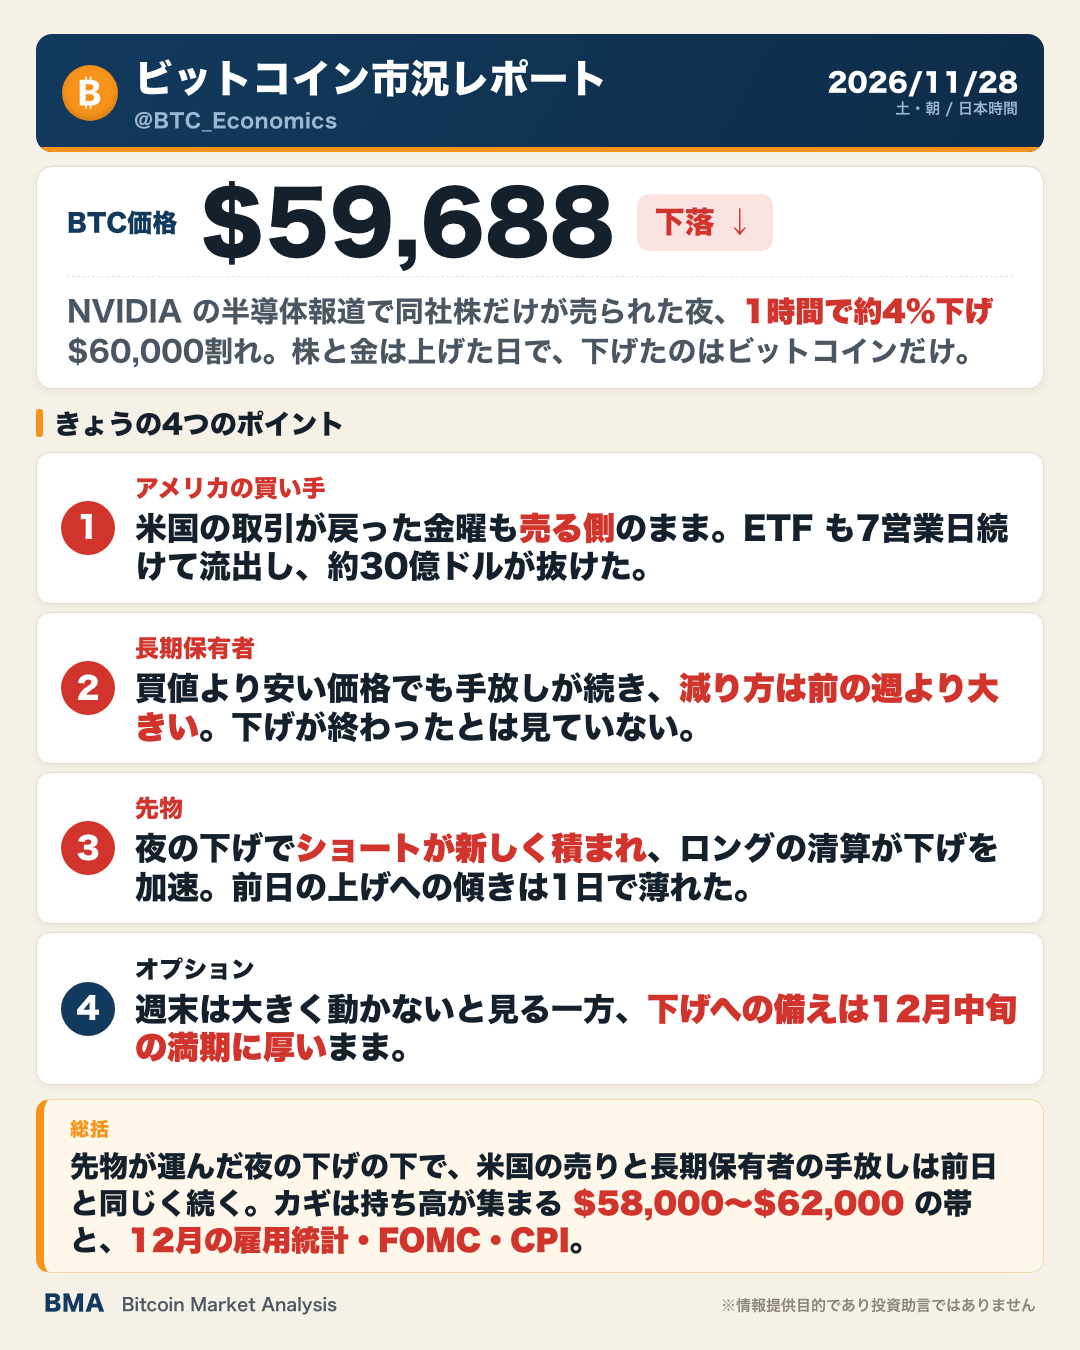 ビットコイン市況レポート
@BTC_Economics
2026/11/28
土・朝 / 日本時間
BTC価格
$59,688
下落 ↓
NVIDIA の半導体報道で同社株だけが売られた夜、1時間で約4%下げ
$60,000割れ。株と金は上げた日で、下げたのはビットコインだけ。
きょうの4つのポイント
1
アメリカの買い手
米国の取引が戻った金曜も売る側のまま。ETF も7営業日続
けて流出し、約30億ドルが抜けた。
2
長期保有者
買値より安い価格でも手放しが続き、減り方は前の週より大
きい。下げが終わったとは見ていない。
3
先物
夜の下げでショートが新しく積まれ、ロングの清算が下げを
加速。前日の上げへの傾きは1日で薄れた。
4
オプション
週末は大きく動かないと見る一方、下げへの備えは12月中旬
の満期に厚いまま。
総括
先物が運んだ夜の下げの下で、米国の売りと長期保有者の手放しは前日
と同じく続く。カギは持ち高が集まる $58,000〜$62,000 の帯
と、12月の雇用統計・FOMC・CPI。
BMA Bitcoin Market Analysis
※情報提供目的であり投資助言ではありません